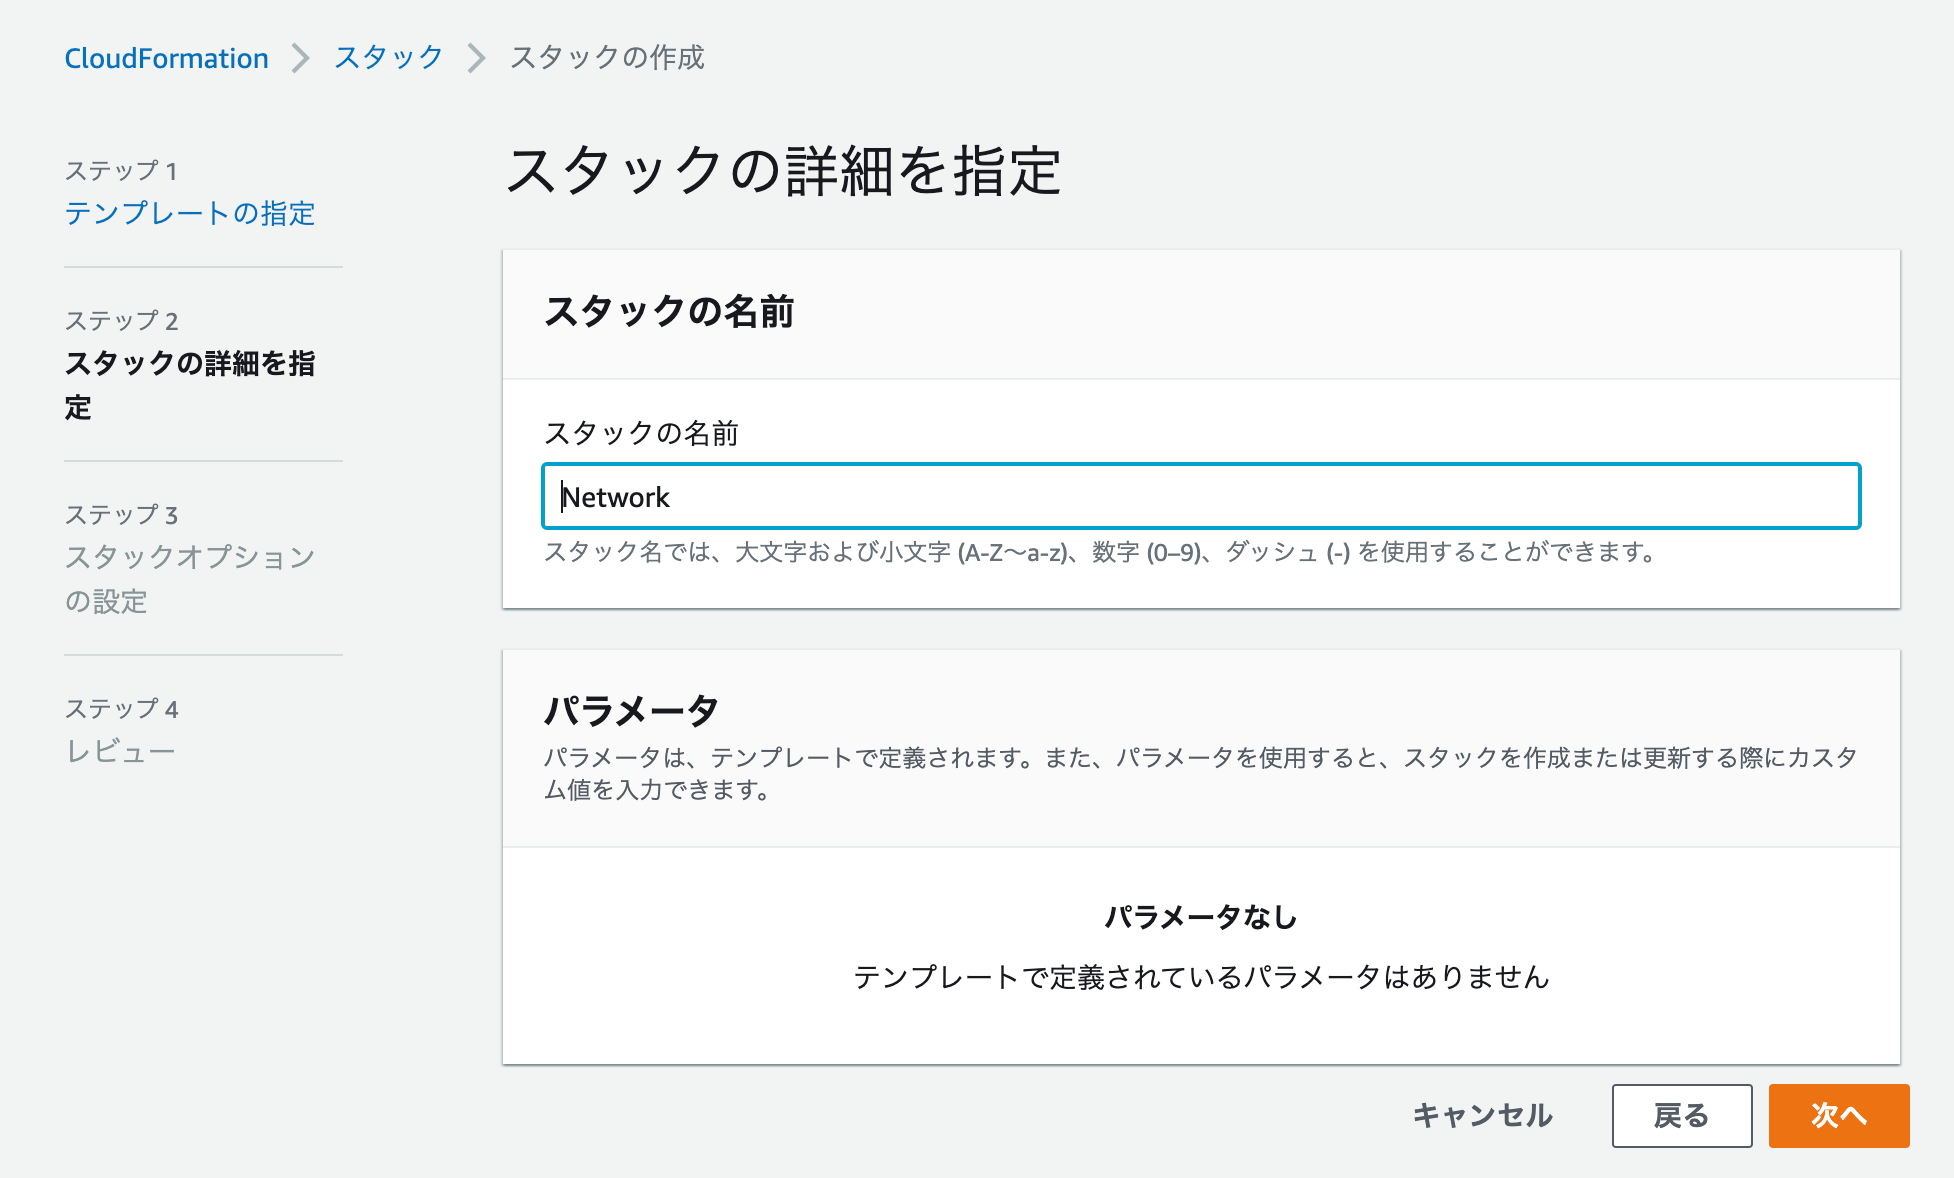 CloudFormation > スタック > スタックの作成
ステップ 1
テンプレートの指定
ステップ 2
スタックの詳細を指
定
ステップ 3
スタックオプション
の設定
ステップ 4
レビュー
スタックの詳細を指定
スタックの名前
スタックの名前
Network
スタック名では、大文字および小文字 (A-Z～a-z)、数字 (0–9)、ダッシュ (-) を使用することができます。
パラメータ
パラメータは、テンプレートで定義されます。また、パラメータを使用すると、スタックを作成または更新する際にカスタ
ム値を入力できます。
パラメータなし
テンプレートで定義されているパラメータはありません
キャンセル 戻る 次へ